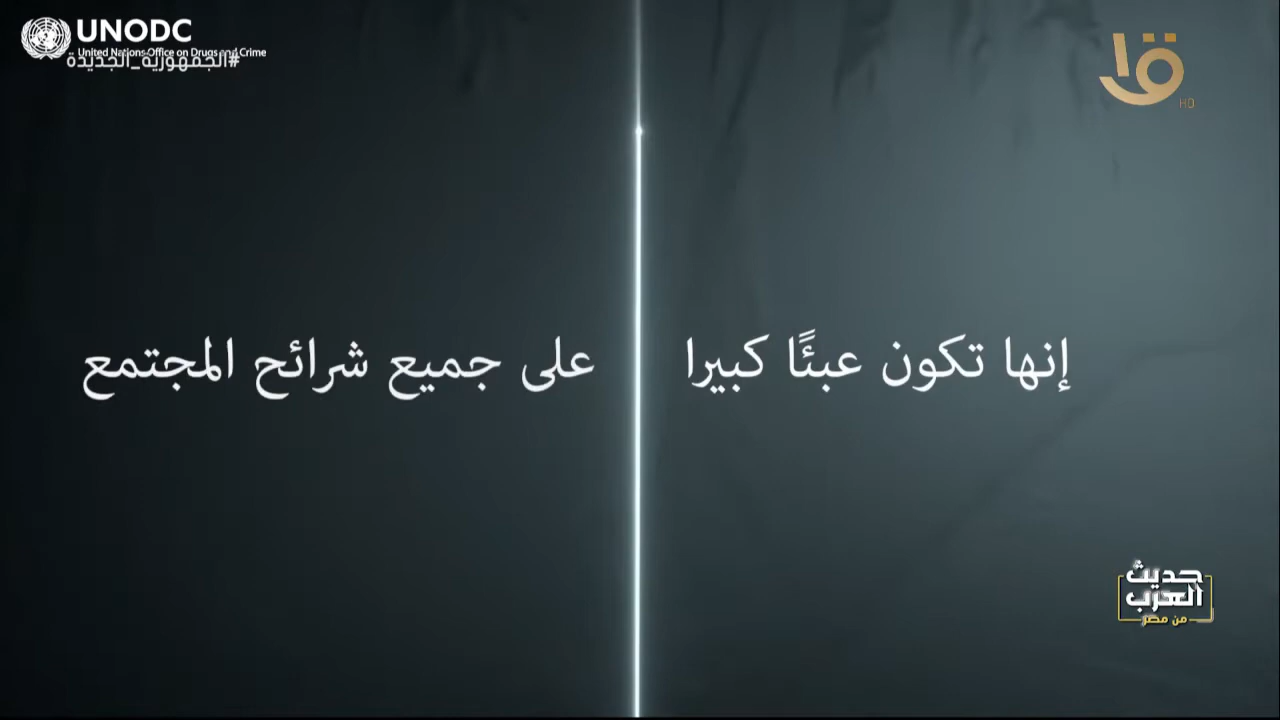 UNODC
United Nations Office on Drugs and Crime
#الجمهورية_الجديدة
HD
إنها تكون عبئًا كبيرا على جميع شرائح المجتمع
حديث
العرب
من مصر